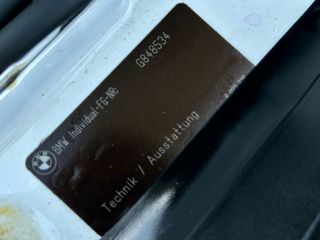 BMW Individual-FG-NR: G848534
Technik / Ausstattung